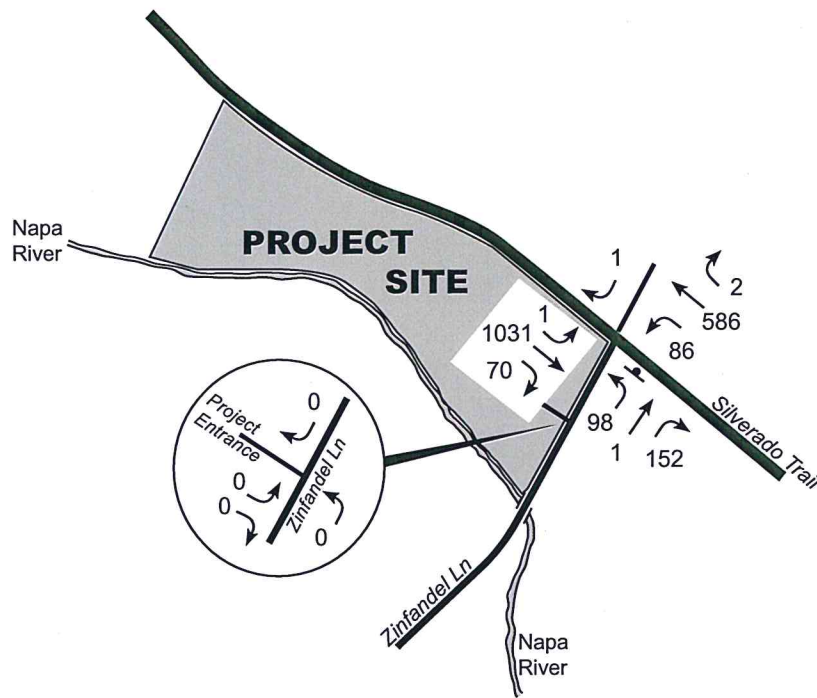 Napa
River
PROJECT
SITE
1
2
586
86
1
1031
70
98
1
152
Silverado Trail
Project
Entrance
0
0
0
0
Zinfandel Ln
Zinfandel Ln
Napa
River